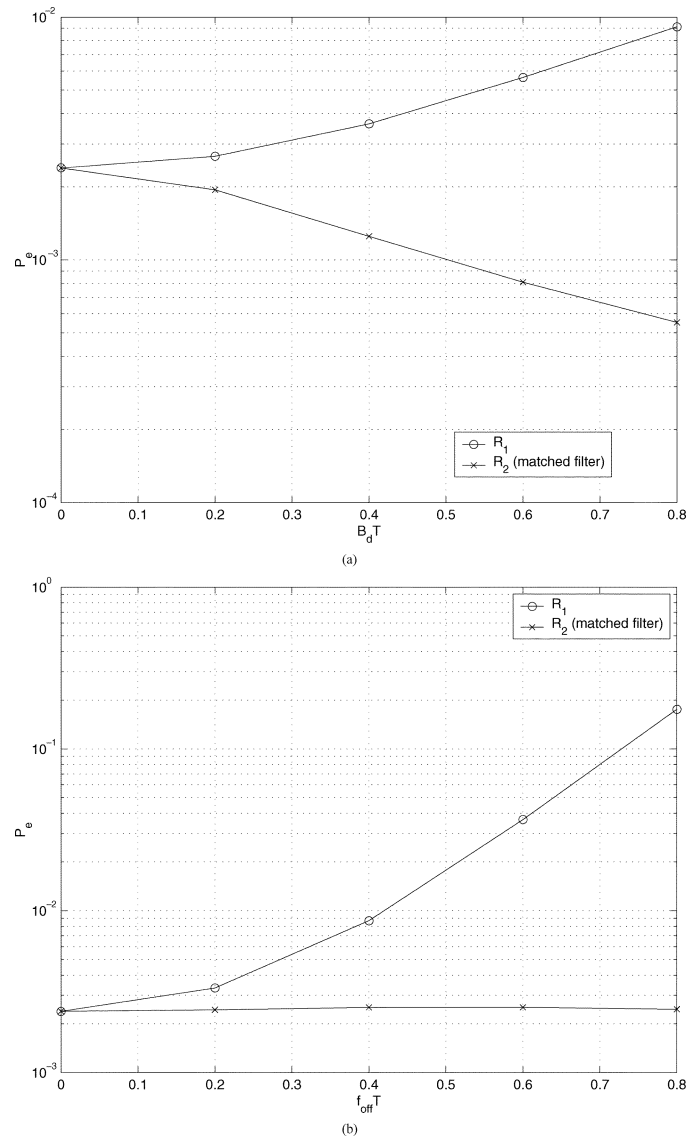 10^-2
10^-3
10^-4
P_e
0 0.1 0.2 0.3 0.4 0.5 0.6 0.7 0.8
B_dT
R_1
R_2 (matched filter)
(a)
10^0
10^-1
10^-2
10^-3
P_e
R_1
R_2 (matched filter)
0 0.1 0.2 0.3 0.4 0.5 0.6 0.7 0.8
f_offT
(b)